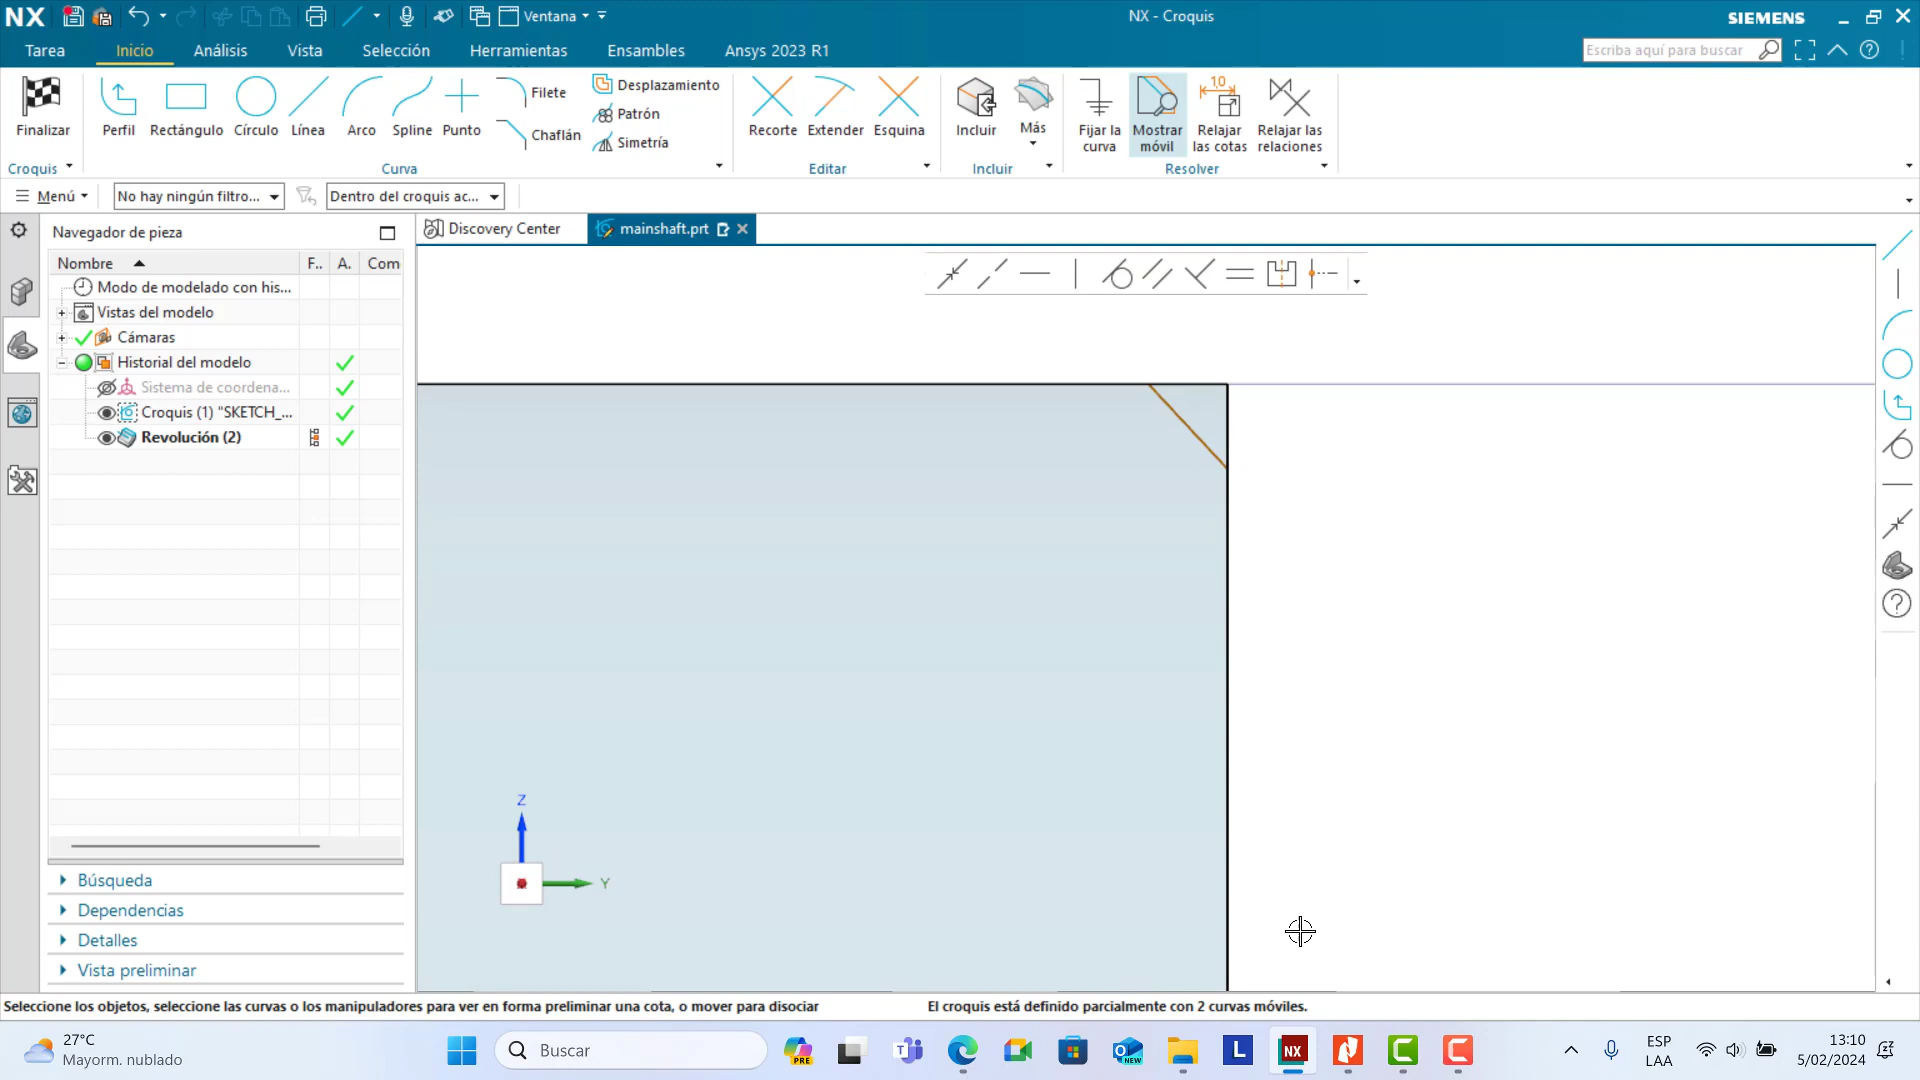 NX Ventana NX - Croquis SIEMENS
Tarea Inicio Análisis Vista Selección Herramientas Ensambles Ansys 2023 R1 Escriba aquí para buscar
Finalizar Perfil Rectángulo Círculo Línea Arco Spline Punto Filete Chaflán Desplazamiento Patrón Simetría Recorte Extender Esquina Incluir Más Fijar la curva Mostrar móvil 10 Relajar las cotas Relajar las relaciones
Croquis Curva Editar Incluir Resolver
Menú No hay ningún filtro... Dentro del croquis ac...
Navegador de pieza Discovery Center mainshaft.prt
Nombre F.. A. Com
Modo de modelado con his...
Vistas del modelo
Cámaras
Historial del modelo
Sistema de coordena...
Croquis (1) "SKETCH_...
Revolución (2)
Z
Y
Búsqueda
Dependencias
Detalles
Vista preliminar
Seleccione los objetos, seleccione las curvas o los manipuladores para ver en forma preliminar una cota, o mover para disociar El croquis está definido parcialmente con 2 curvas móviles.
27°C
Mayorm. nublado
Buscar
PRE
NEW
L
NX
ESP
LAA
13:10
5/02/2024